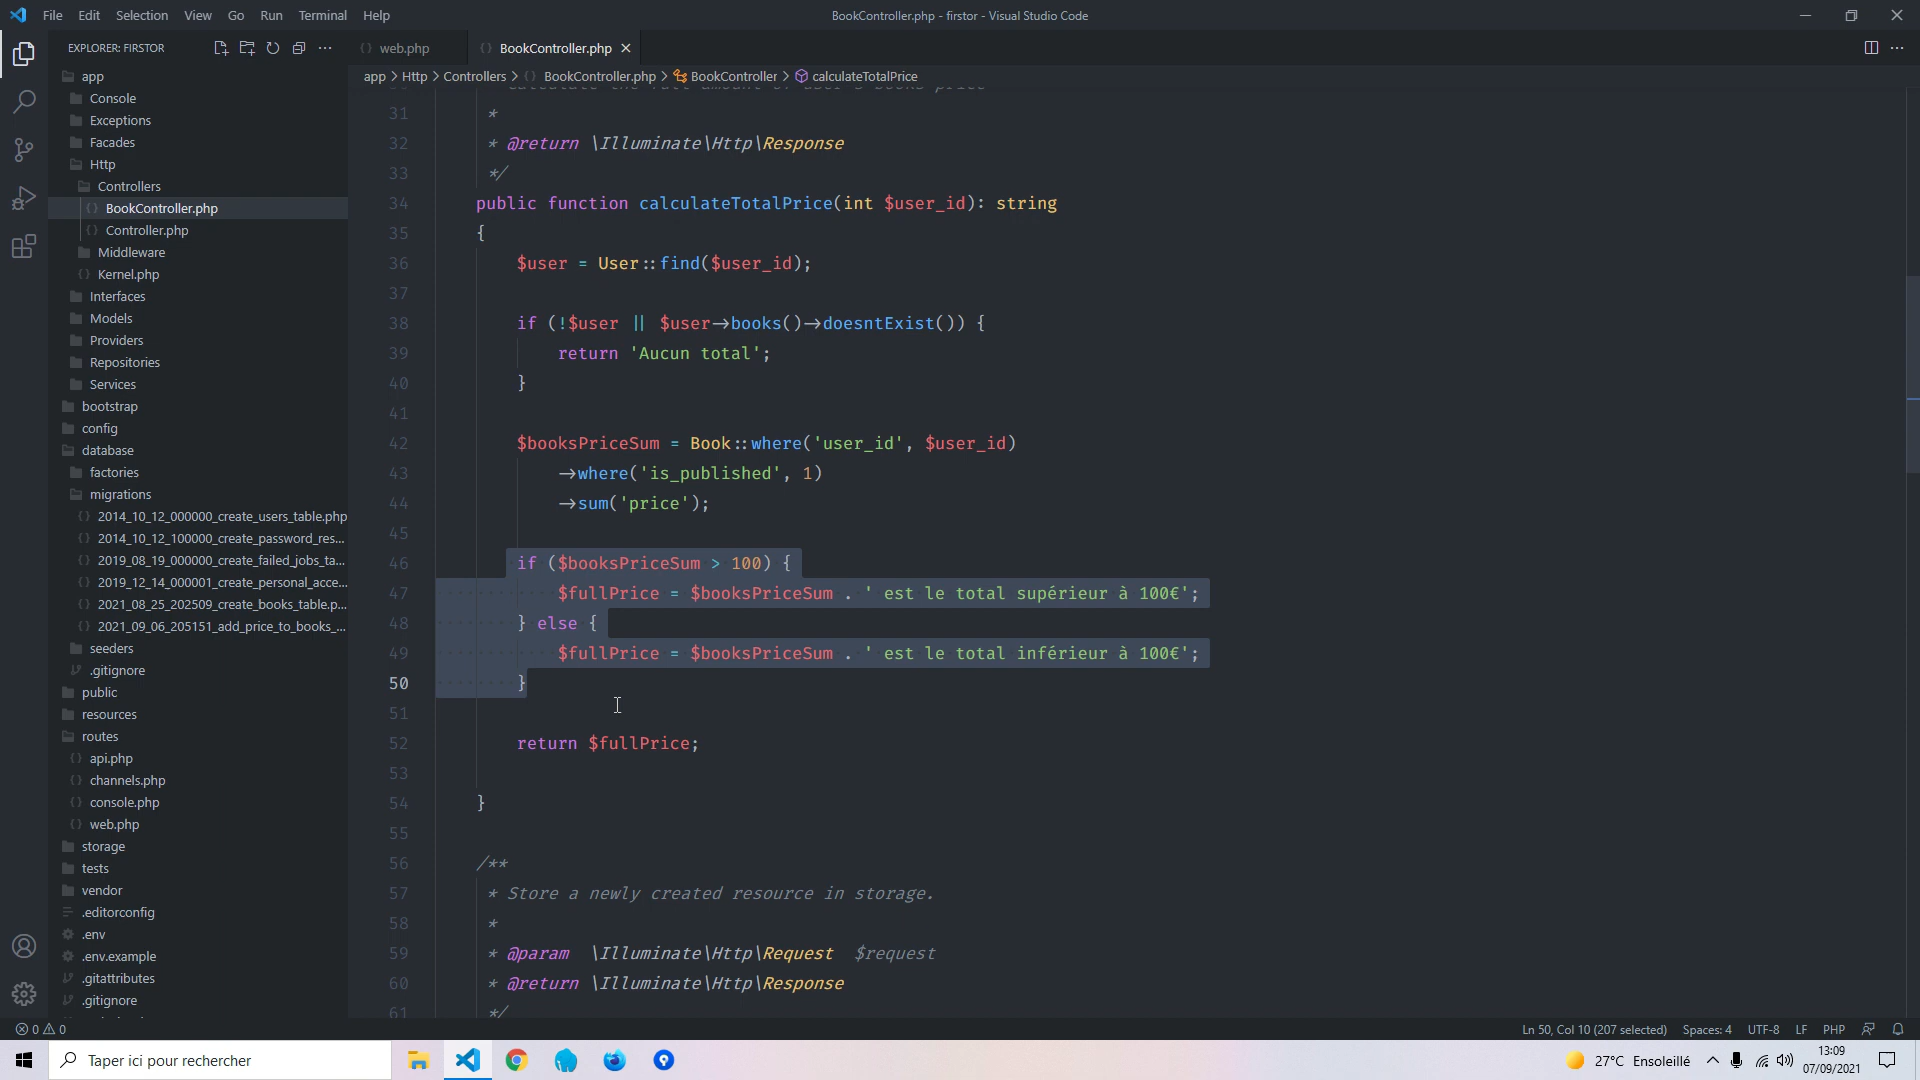 File Edit Selection View Go Run Terminal Help
BookController.php - firstor - Visual Studio Code
EXPLORER: FIRSTOR
app
Console
Exceptions
Facades
Http
Controllers
BookController.php
Controller.php
Middleware
Kernel.php
Interfaces
Models
Providers
Repositories
Services
bootstrap
config
database
factories
migrations
2014_10_12_000000_create_users_table.php
2014_10_12_100000_create_password_res...
2019_08_19_000000_create_failed_jobs_ta...
2019_12_14_000001_create_personal_acce...
2021_08_25_202509_create_books_table.p...
2021_09_06_205151_add_price_to_books_...
seeders
.gitignore
public
resources
routes
api.php
channels.php
console.php
web.php
storage
tests
vendor
.editorconfig
.env
.env.example
.gitattributes
.gitignore
web.php
BookController.php
app > Http > Controllers > BookController.php > BookController > calculateTotalPrice
31 *
32 * @return \Illuminate\Http\Response
33 */
34 public function calculateTotalPrice(int $user_id): string
35 {
36 $user = User::find($user_id);
37
38 if (!$user || $user->books()->doesntExist()) {
39 return 'Aucun total';
40 }
41
42 $booksPriceSum = Book::where('user_id', $user_id)
43 ->where('is_published', 1)
44 ->sum('price');
45
46 if ($booksPriceSum > 100) {
47 $fullPrice = $booksPriceSum . ' est le total supérieur à 100€';
48 } else {
49 $fullPrice = $booksPriceSum . ' est le total inférieur à 100€';
50 }
51
52 return $fullPrice;
53
54 }
55
56 /**
57 * Store a newly created resource in storage.
58 *
59 * @param \Illuminate\Http\Request $request
60 * @return \Illuminate\Http\Response
61 */
0 0
Ln 50, Col 10 (207 selected) Spaces: 4 UTF-8 LF PHP
Taper ici pour rechercher
27°C Ensoleillé
13:09
07/09/2021